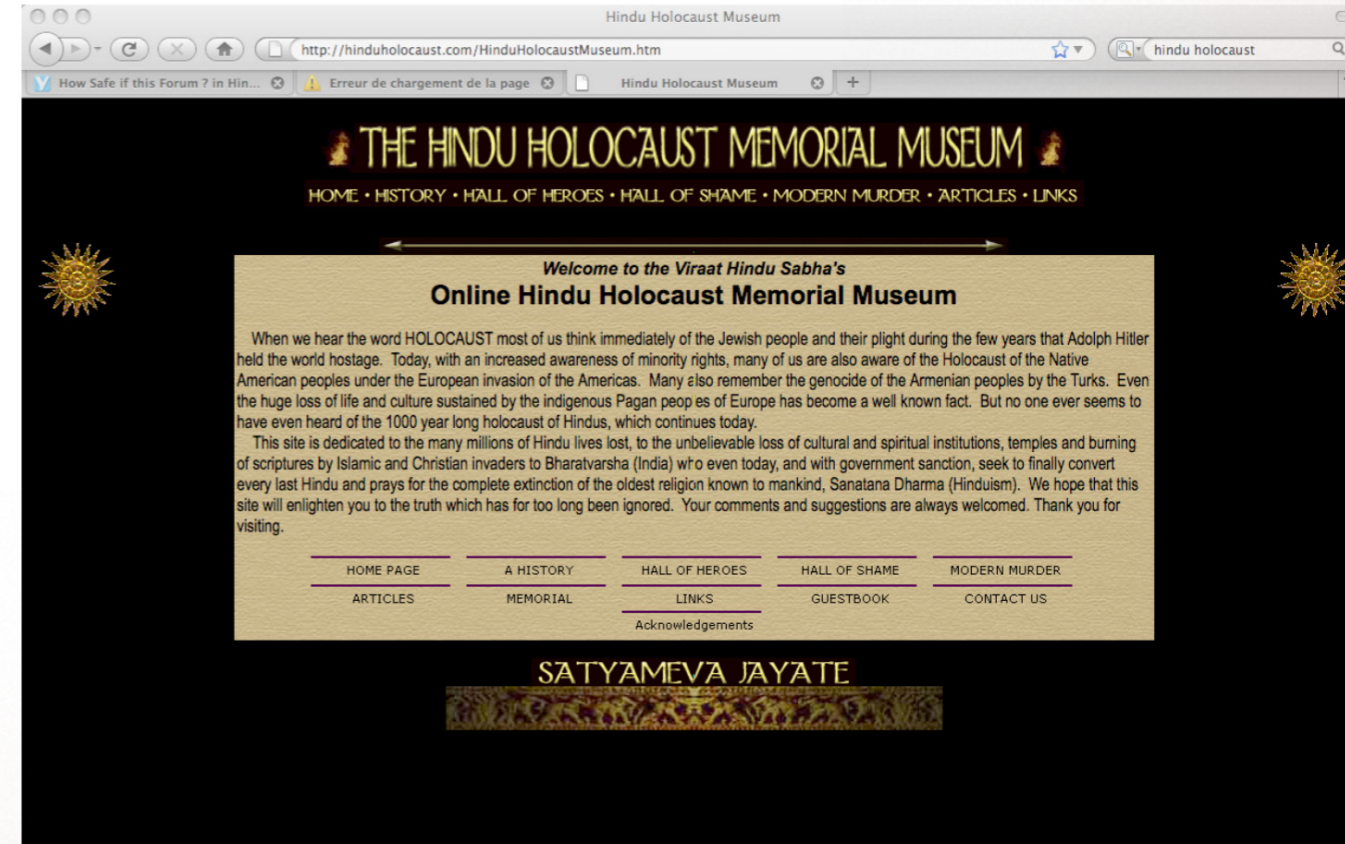 Hindu Holocaust Museum
http://hinduholocaust.com/HinduHolocaustMuseum.htm
hindu holocaust
How Safe if this Forum ? in Hin...
Erreur de chargement de la page
Hindu Holocaust Museum
THE HINDU HOLOCAUST MEMORIAL MUSEUM
HOME • HISTORY • HALL OF HEROES • HALL OF SHAME • MODERN MURDER • ARTICLES • LINKS
Welcome to the Viraat Hindu Sabha's
Online Hindu Holocaust Memorial Museum
When we hear the word HOLOCAUST most of us think immediately of the Jewish people and their plight during the few years that Adolph Hitler
held the world hostage. Today, with an increased awareness of minority rights, many of us are also aware of the Holocaust of the Native
American peoples under the European invasion of the Americas. Many also remember the genocide of the Armenian peoples by the Turks. Even
the huge loss of life and culture sustained by the indigenous Pagan peoples of Europe has become a well known fact. But no one ever seems to
have even heard of the 1000 year long holocaust of Hindus, which continues today.
This site is dedicated to the many millions of Hindu lives lost, to the unbelievable loss of cultural and spiritual institutions, temples and burning
of scriptures by Islamic and Christian invaders to Bharatvarsha (India) who even today, and with government sanction, seek to finally convert
every last Hindu and prays for the complete extinction of the oldest religion known to mankind, Sanatana Dharma (Hinduism). We hope that this
site will enlighten you to the truth which has for too long been ignored. Your comments and suggestions are always welcomed. Thank you for
visiting.
HOME PAGE A HISTORY HALL OF HEROES HALL OF SHAME MODERN MURDER
ARTICLES MEMORIAL LINKS GUESTBOOK CONTACT US
Acknowledgements
SATYAMEVA JAYATE